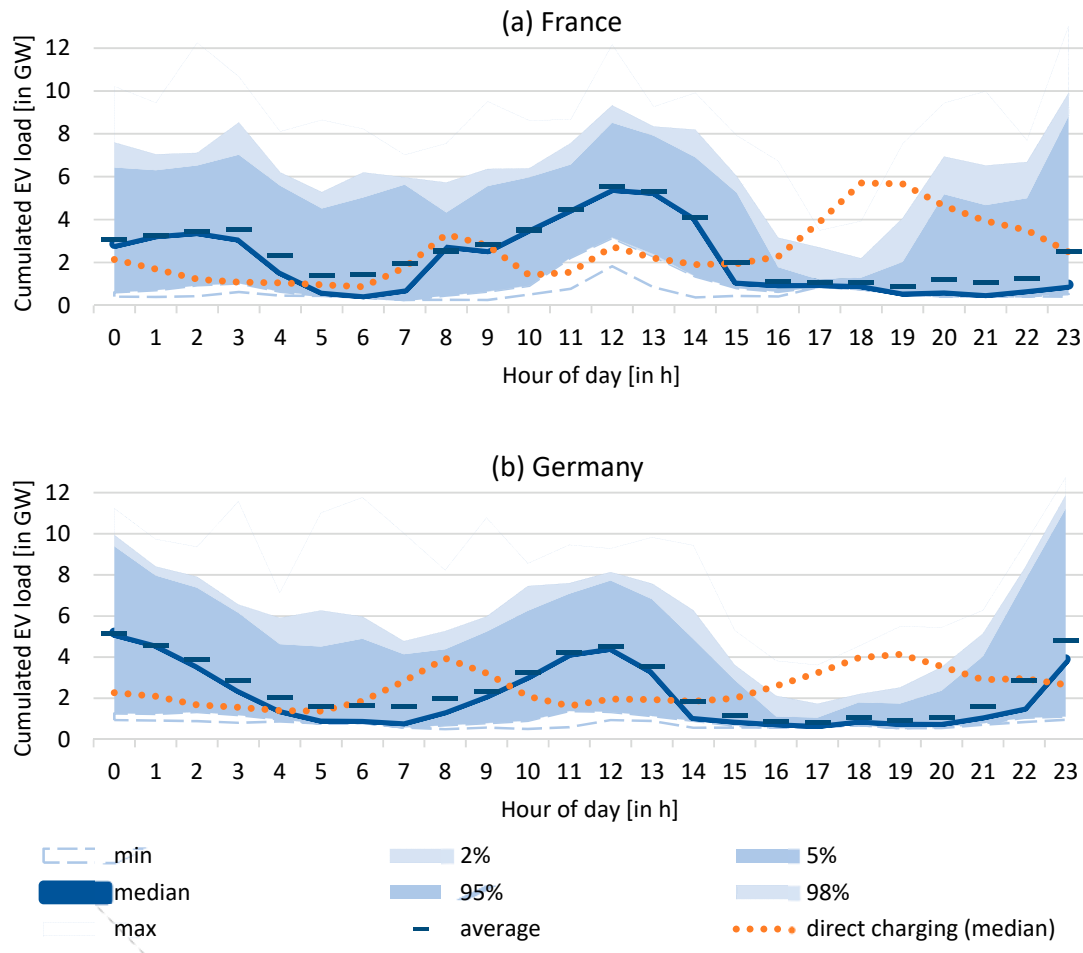 (a) France
Cumulated EV load [in GW]
12
10
8
6
4
2
0
0 1 2 3 4 5 6 7 8 9 10 11 12 13 14 15 16 17 18 19 20 21 22 23
Hour of day [in h]
(b) Germany
Cumulated EV load [in GW]
12
10
8
6
4
2
0
0 1 2 3 4 5 6 7 8 9 10 11 12 13 14 15 16 17 18 19 20 21 22 23
Hour of day [in h]
min 2% 5%
median 95% 98%
max average direct charging (median)